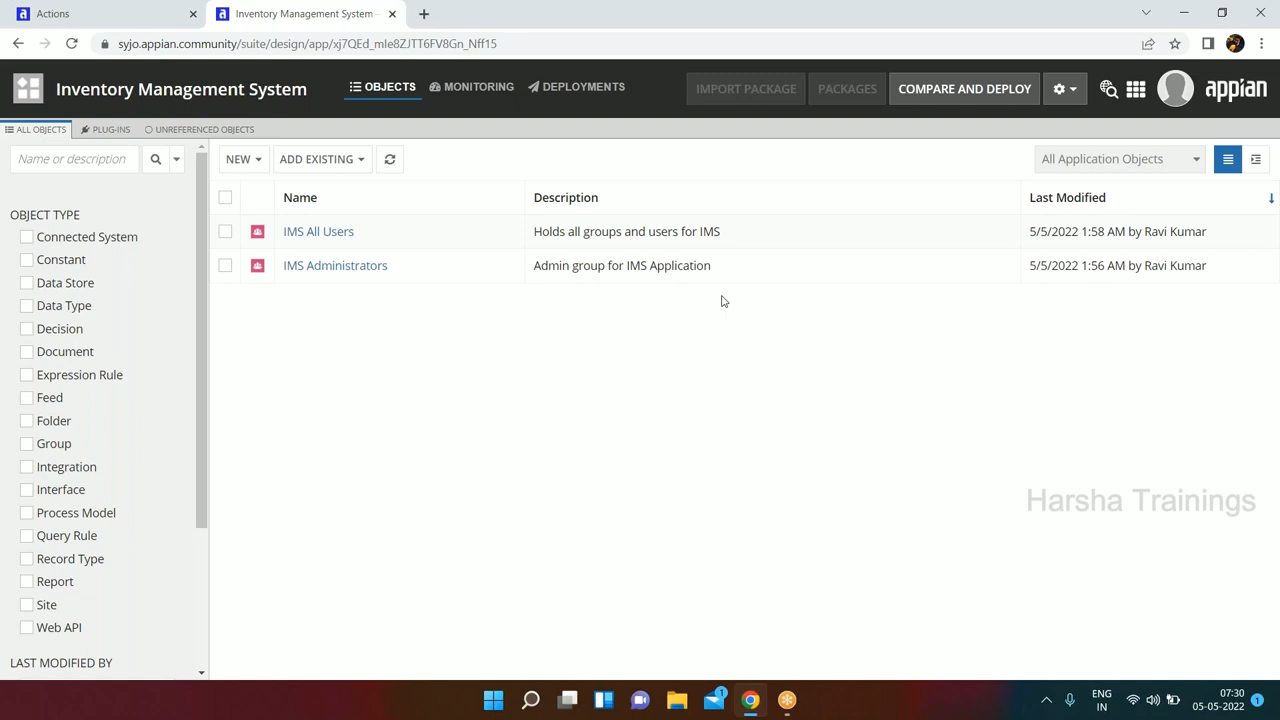 Actions
Inventory Management System -
syjo.appian.community/suite/design/app/xj7QEd_mIe8ZJTT6FV8Gn_Nff15
Inventory Management System
OBJECTS
MONITORING
DEPLOYMENTS
IMPORT PACKAGE
PACKAGES
COMPARE AND DEPLOY
appian
ALL OBJECTS
PLUG-INS
UNREFERENCED OBJECTS
Name or description
NEW
ADD EXISTING
All Application Objects
Name
Description
Last Modified
IMS All Users
Holds all groups and users for IMS
5/5/2022 1:58 AM by Ravi Kumar
IMS Administrators
Admin group for IMS Application
5/5/2022 1:56 AM by Ravi Kumar
OBJECT TYPE
Connected System
Constant
Data Store
Data Type
Decision
Document
Expression Rule
Feed
Folder
Group
Integration
Interface
Process Model
Query Rule
Record Type
Report
Site
Web API
LAST MODIFIED BY
Harsha Trainings
1
ENG
IN
07:30
05-05-2022
1